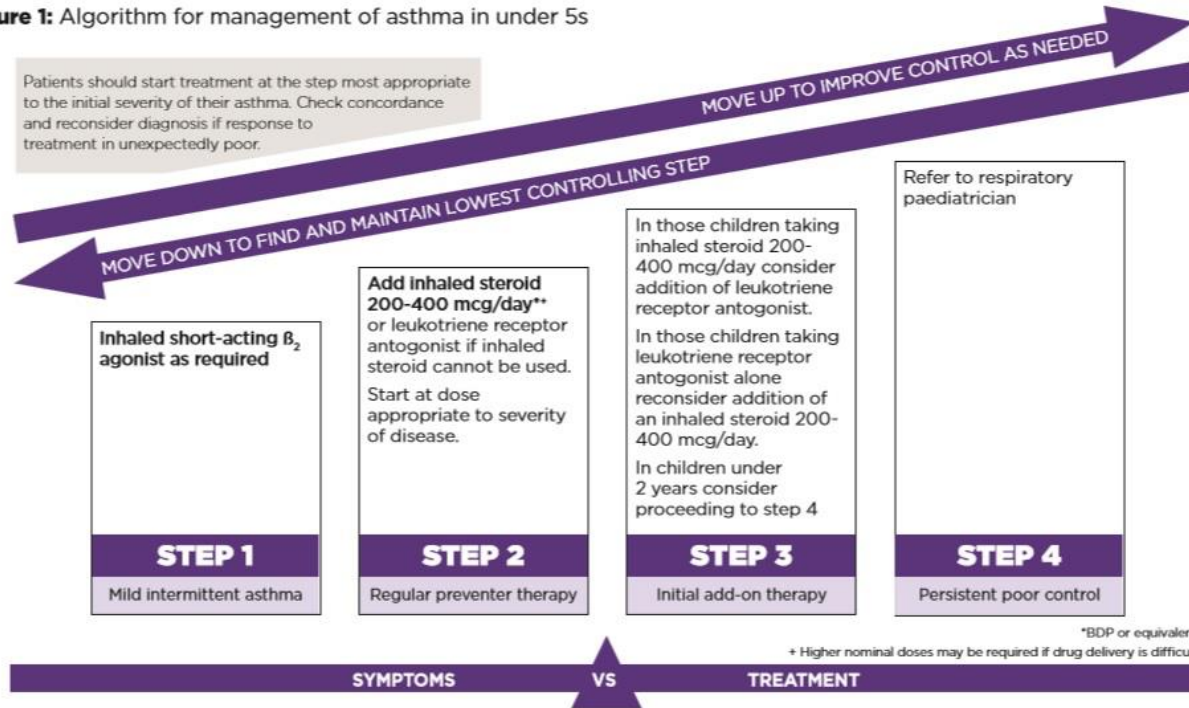 ure 1: Algorithm for management of asthma in under 5s
Patients should start treatment at the step most appropriate
to the initial severity of their asthma. Check concordance
and reconsider diagnosis if response to
treatment in unexpectedly poor.
MOVE UP TO IMPROVE CONTROL AS NEEDED
MOVE DOWN TO FIND AND MAINTAIN LOWEST CONTROLLING STEP
Inhaled short-acting ß₂
agonist as required
STEP 1
Mild intermittent asthma
Add inhaled steroid
200-400 mcg/day*⁺
or leukotriene receptor
antogonist if inhaled
steroid cannot be used.
Start at dose
appropriate to severity
of disease.
STEP 2
Regular preventer therapy
In those children taking
inhaled steroid 200-
400 mcg/day consider
addition of leukotriene
receptor antogonist.
In those children taking
leukotriene receptor
antogonist alone
reconsider addition of
an inhaled steroid 200-
400 mcg/day.
In children under
2 years consider
proceeding to step 4
STEP 3
Initial add-on therapy
Refer to respiratory
paediatrician
STEP 4
Persistent poor control
*BDP or equivaler
+ Higher nominal doses may be required if drug delivery is difficu
SYMPTOMS VS TREATMENT